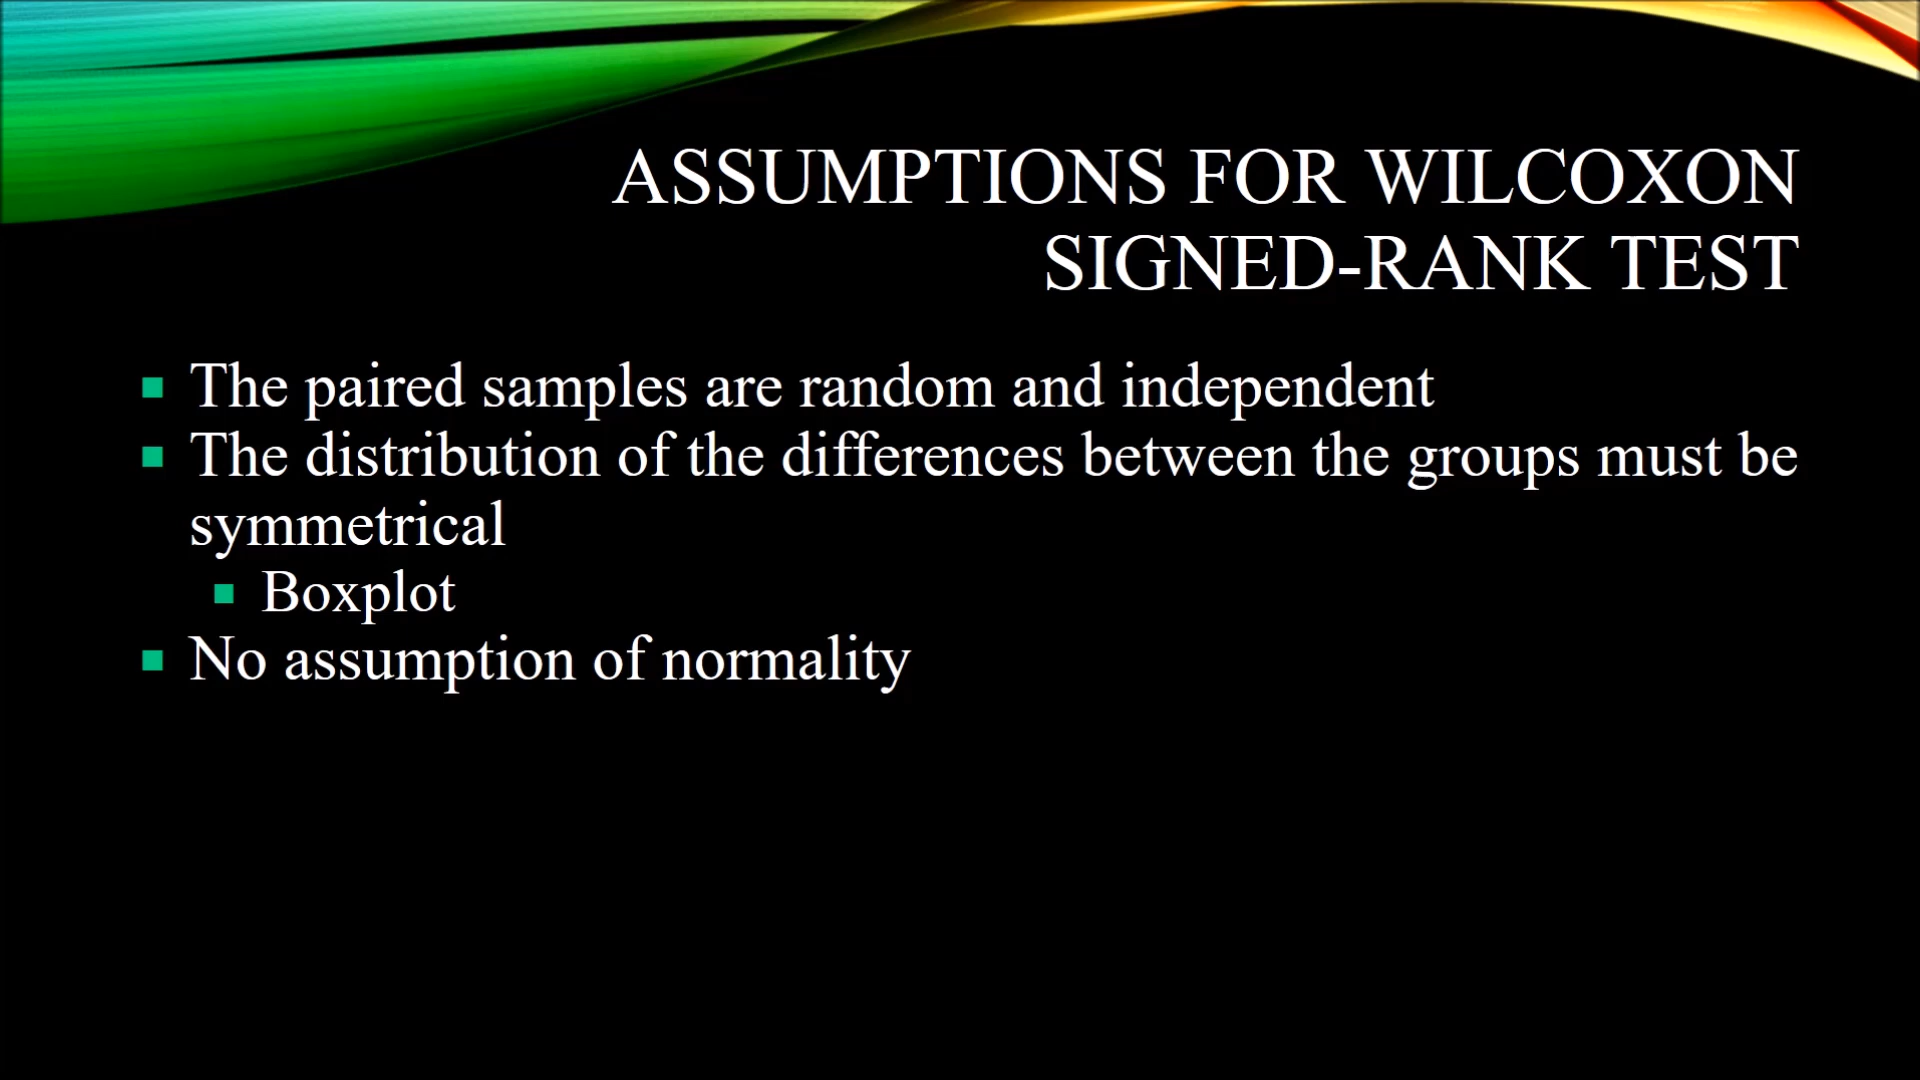 ASSUMPTIONS FOR WILCOXON
SIGNED-RANK TEST
The paired samples are random and independent
The distribution of the differences between the groups must be
symmetrical
Boxplot
No assumption of normality